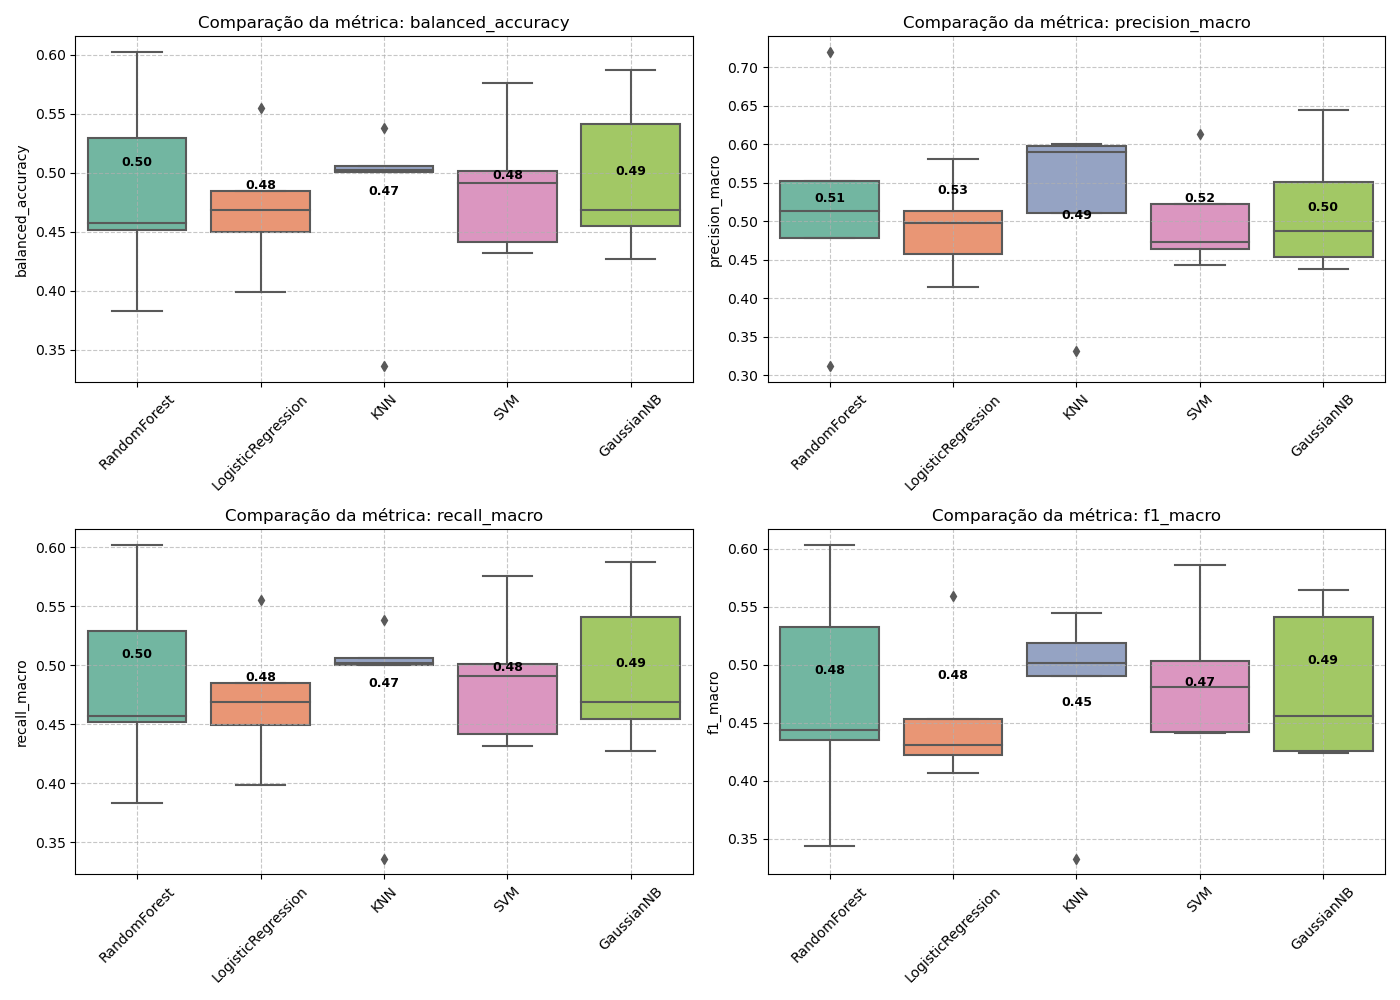 Comparação da métrica: balanced_accuracy
balanced_accuracy
0.60
0.55
0.50
0.45
0.40
0.35
0.50
0.48
0.47
0.48
0.49
RandomForest
LogisticRegression
KNN
SVM
GaussianNB
Comparação da métrica: precision_macro
precision_macro
0.70
0.65
0.60
0.55
0.50
0.45
0.40
0.35
0.30
0.51
0.53
0.49
0.52
0.50
RandomForest
LogisticRegression
KNN
SVM
GaussianNB
Comparação da métrica: recall_macro
recall_macro
0.60
0.55
0.50
0.45
0.40
0.35
0.50
0.48
0.47
0.48
0.49
RandomForest
LogisticRegression
KNN
SVM
GaussianNB
Comparação da métrica: f1_macro
f1_macro
0.60
0.55
0.50
0.45
0.40
0.35
0.48
0.48
0.45
0.47
0.49
RandomForest
LogisticRegression
KNN
SVM
GaussianNB